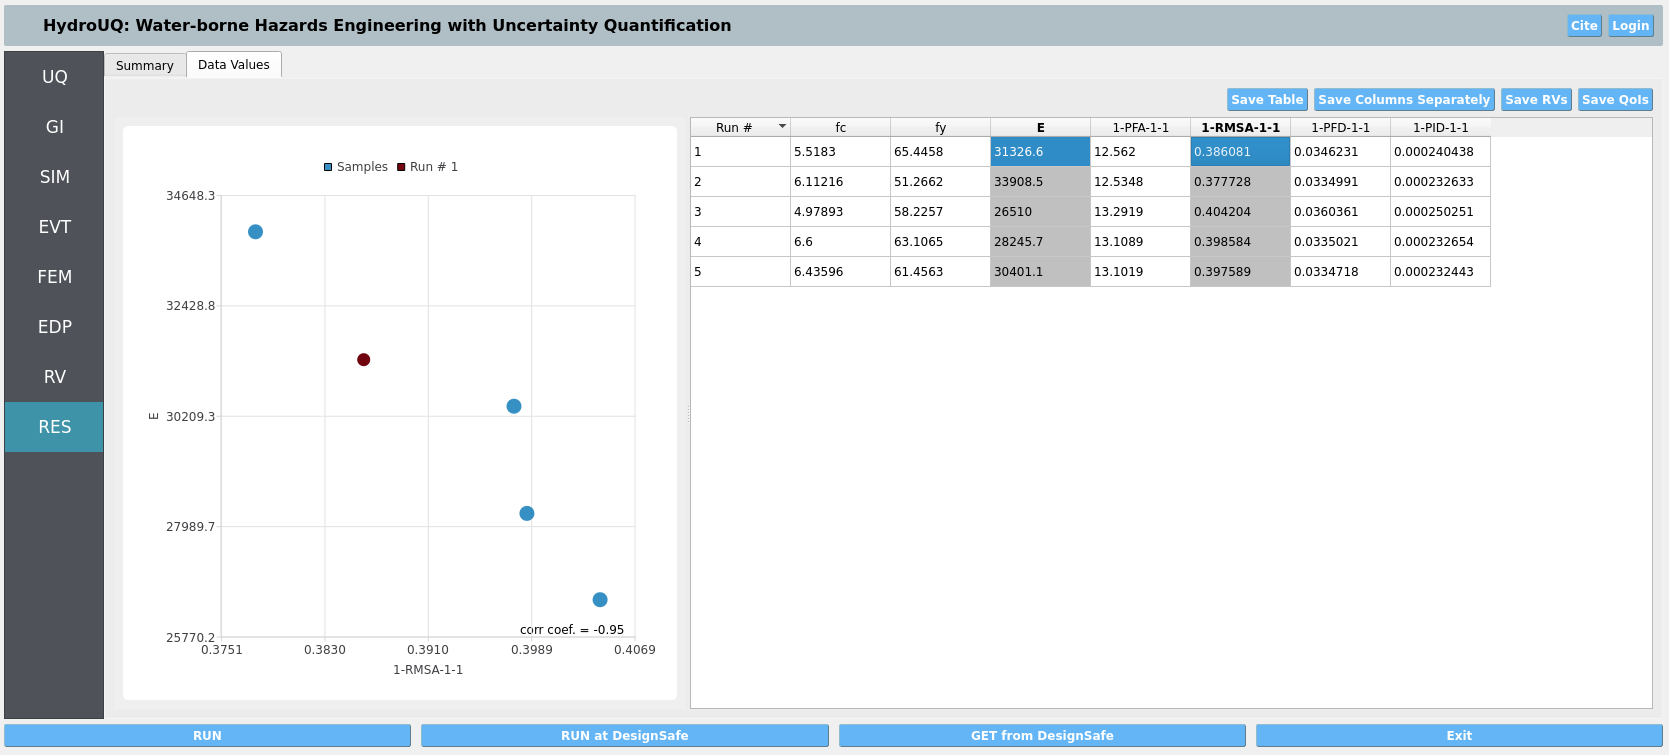 HydroUQ: Water-borne Hazards Engineering with Uncertainty Quantification
Cite Login
UQ
GI
SIM
EVT
FEM
EDP
RV
RES
Summary Data Values
Save Table Save Columns Separately Save RVs Save QoIs
Samples Run # 1
34648.3
32428.8
30209.3
27989.7
25770.2
E
corr coef. = -0.95
0.3751 0.3830 0.3910 0.3989 0.4069
1-RMSA-1-1
Run # fc fy E 1-PFA-1-1 1-RMSA-1-1 1-PFD-1-1 1-PID-1-1
1 5.5183 65.4458 31326.6 12.562 0.386081 0.0346231 0.000240438
2 6.11216 51.2662 33908.5 12.5348 0.377728 0.0334991 0.000232633
3 4.97893 58.2257 26510 13.2919 0.404204 0.0360361 0.000250251
4 6.6 63.1065 28245.7 13.1089 0.398584 0.0335021 0.000232654
5 6.43596 61.4563 30401.1 13.1019 0.397589 0.0334718 0.000232443
RUN RUN at DesignSafe GET from DesignSafe Exit